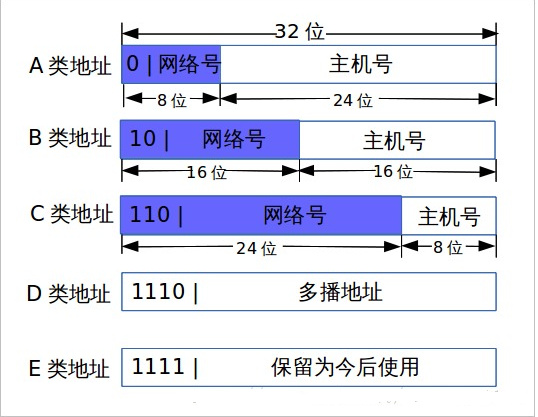 32 位
A 类地址 0 | 网络号 主机号
8 位 24 位
B 类地址 10 | 网络号 主机号
16 位 16 位
C 类地址 110 | 网络号 主机号
24 位 8 位
D 类地址 1110 | 多播地址
E 类地址 1111 | 保留为今后使用